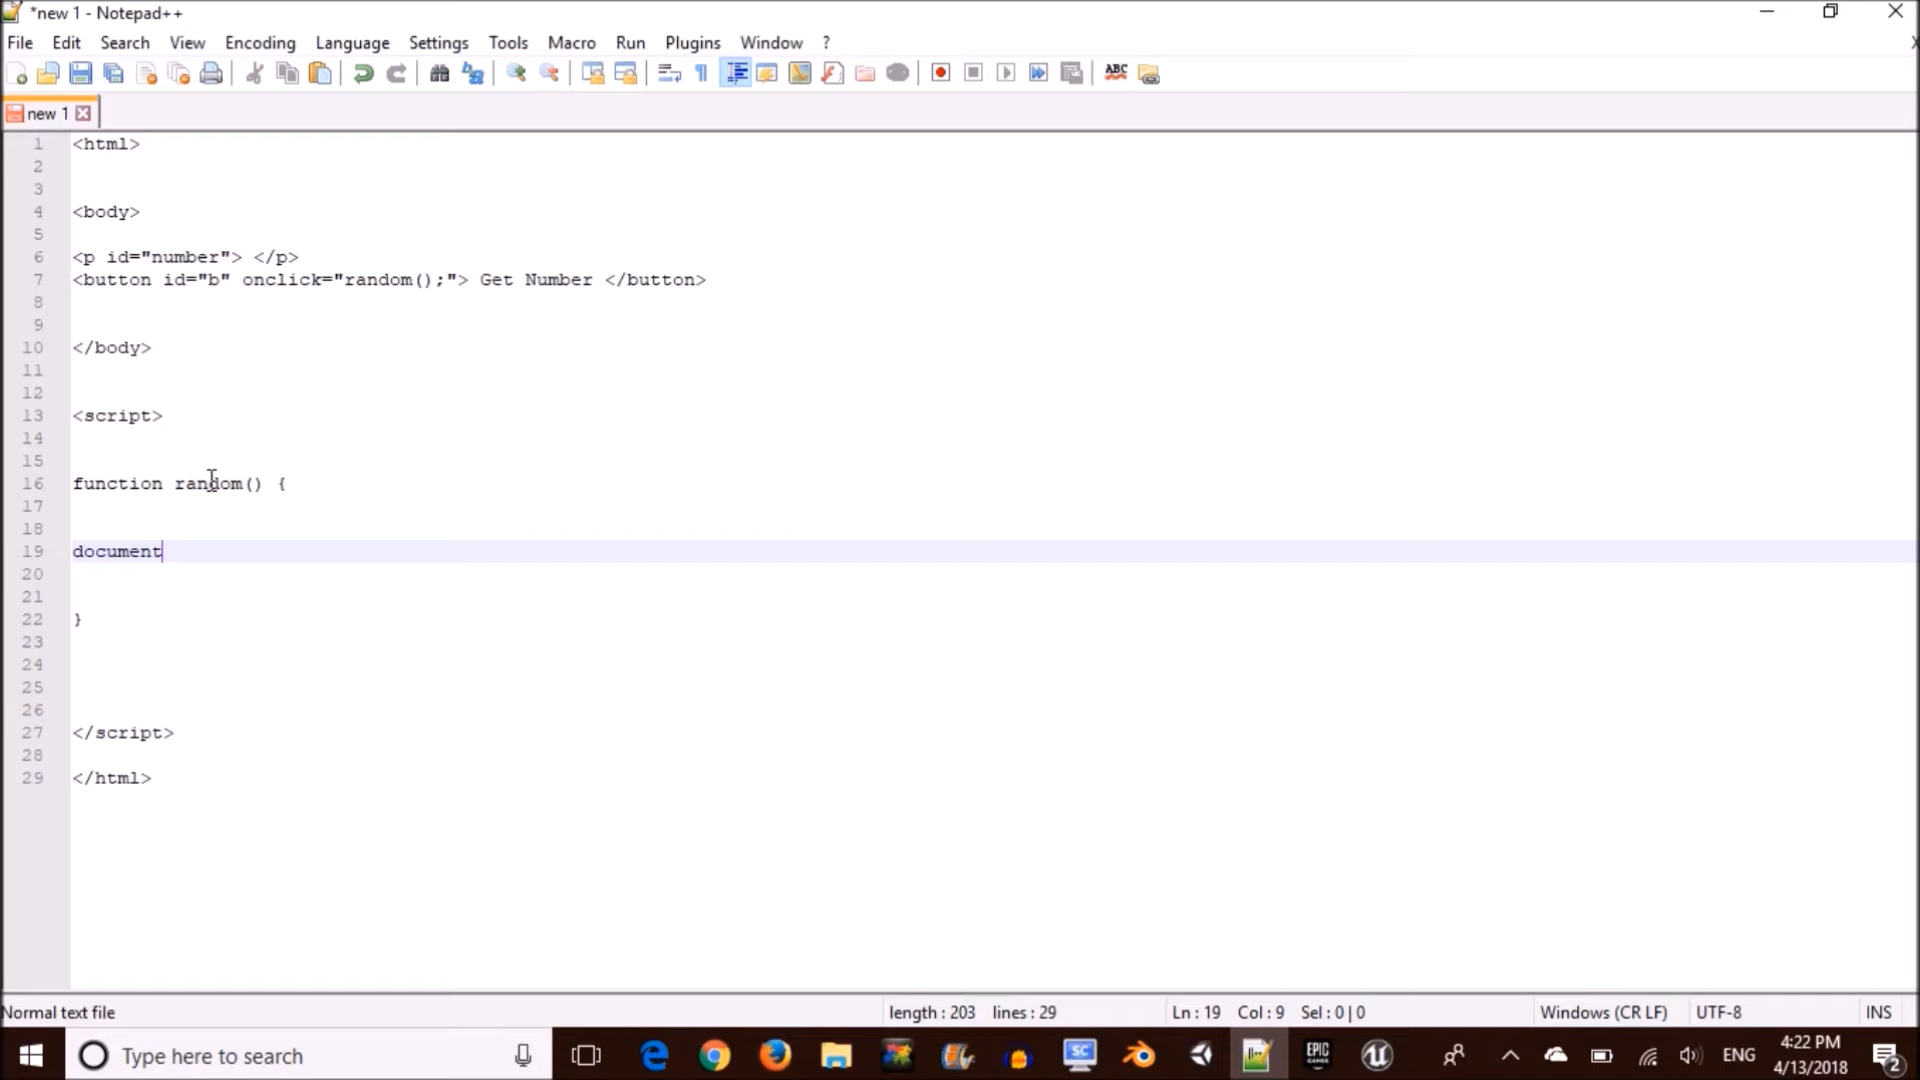 *new 1 - Notepad++
File Edit Search View Encoding Language Settings Tools Macro Run Plugins Window ?
ABC
new 1
1 <html>
2
3
4 <body>
5
6 <p id="number"> </p>
7 <button id="b" onclick="random();"> Get Number </button>
8
9
10 </body>
11
12
13 <script>
14
15
16 function random() {
17
18
19 document
20
21
22 }
23
24
25
26
27 </script>
28
29 </html>
Normal text file length : 203 lines : 29 Ln : 19 Col : 9 Sel : 0 | 0 Windows (CR LF) UTF-8 INS
Type here to search SC EPIC GAMES ENG 4:22 PM
4/13/2018 2